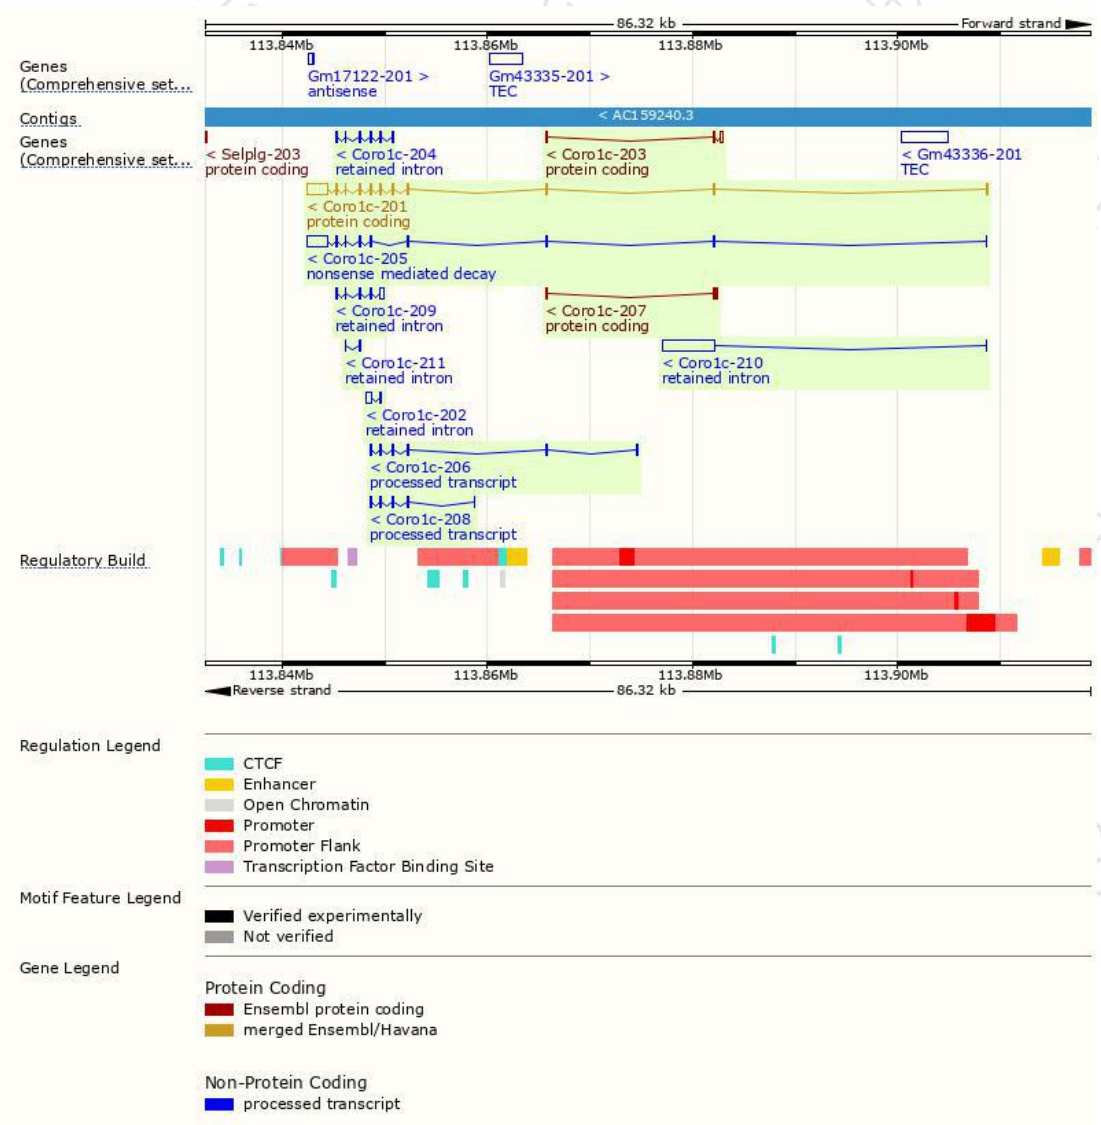 86.32 kb
Forward strand
113.84Mb 113.86Mb 113.88Mb 113.90Mb
Genes
(Comprehensive set...
Gm17122-201 >
antisense
Gm43335-201 >
TEC
Contigs
< AC159240.3
Genes
(Comprehensive set...
< Selplg-203
protein coding
< Coro1c-204
retained intron
< Coro1c-203
protein coding
< Gm43336-201
TEC
< Coro1c-201
protein coding
< Coro1c-205
nonsense mediated decay
< Coro1c-209
retained intron
< Coro1c-207
protein coding
< Coro1c-211
retained intron
< Coro1c-210
retained intron
< Coro1c-202
retained intron
< Coro1c-206
processed transcript
< Coro1c-208
processed transcript
Regulatory Build
113.84Mb 113.86Mb 113.88Mb 113.90Mb
Reverse strand
86.32 kb
Regulation Legend
CTCF
Enhancer
Open Chromatin
Promoter
Promoter Flank
Transcription Factor Binding Site
Motif Feature Legend
Verified experimentally
Not verified
Gene Legend
Protein Coding
Ensembl protein coding
merged Ensembl/Havana
Non-Protein Coding
processed transcript